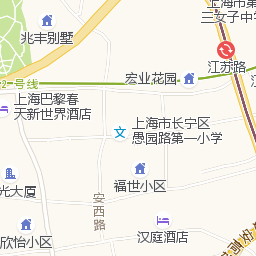 上海市第
三女子中学
兆丰别墅
江苏路
2号线
宏业花园
上海巴黎春
天新世界酒店
上海市长宁区
愚园路第一小学
文
福世小区
光大厦
安西路
汉庭酒店
欣怡小区